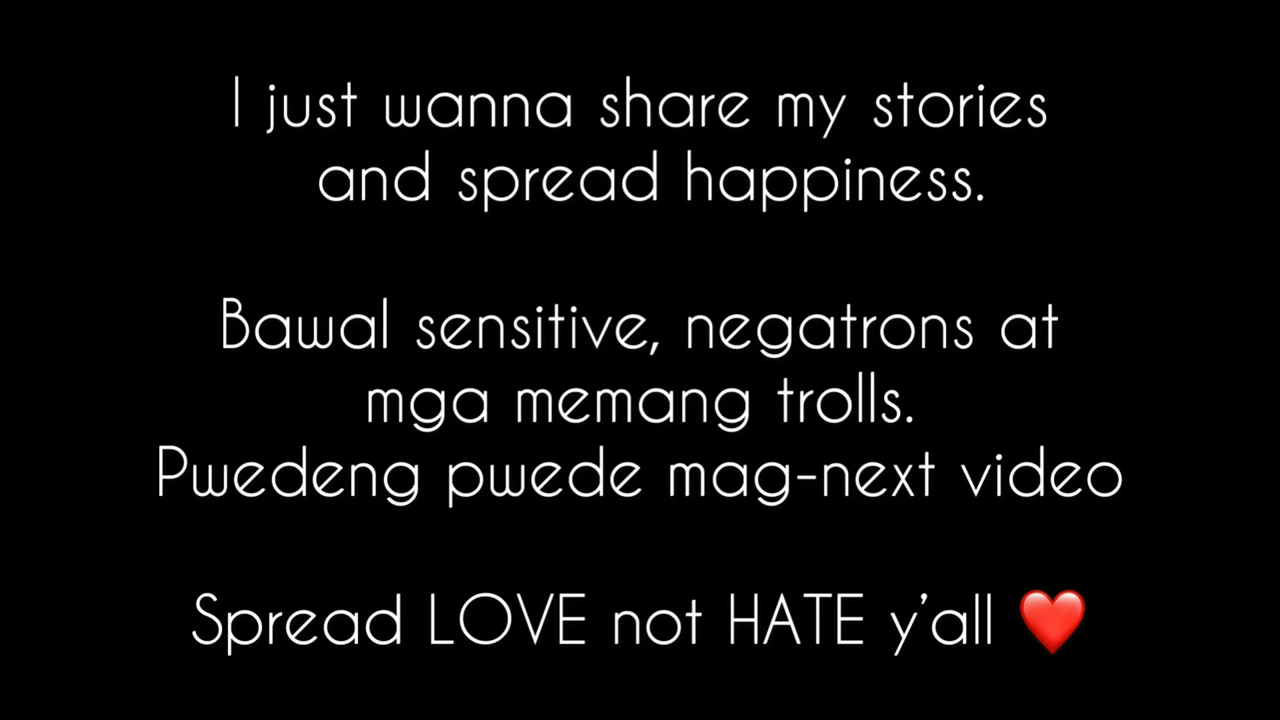 I just wanna share my stories
and spread happiness.
Bawal sensitive, negatrons at
mga memang trolls.
Pwedeng pwede mag-next video
Spread LOVE not HATE y’all ❤️